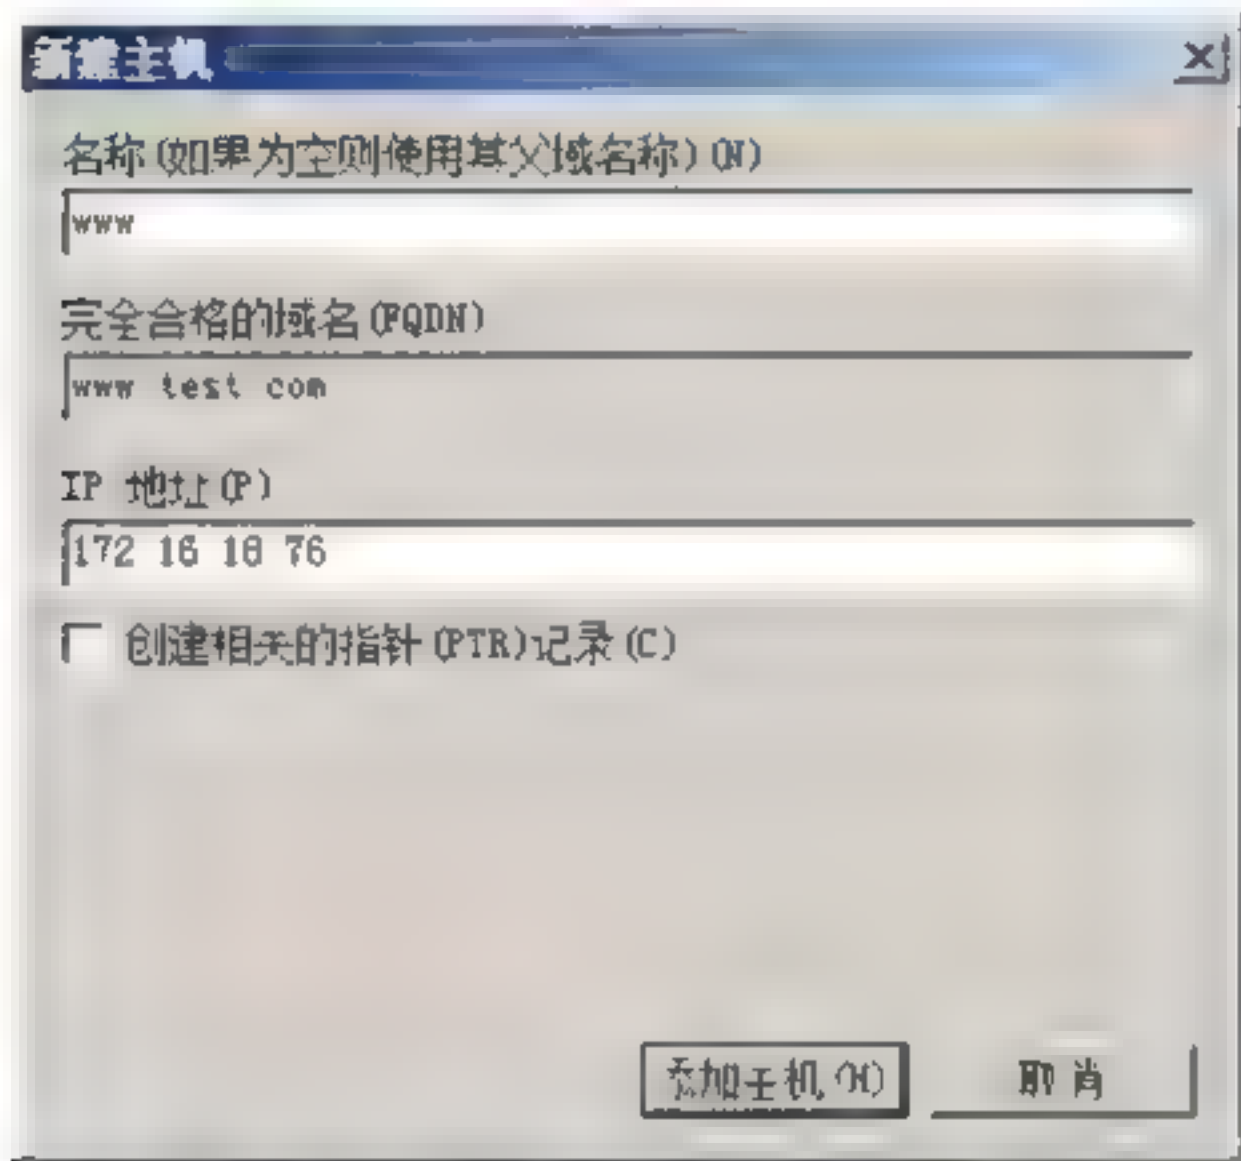 新建主机
名称(如果为空则使用其父域名称)(N)
www
完全合格的域名(FQDN)
www test com
IP 地址(P)
172 16 18 76
创建相关的指针(PTR)记录(C)
添加主机(H)
取消